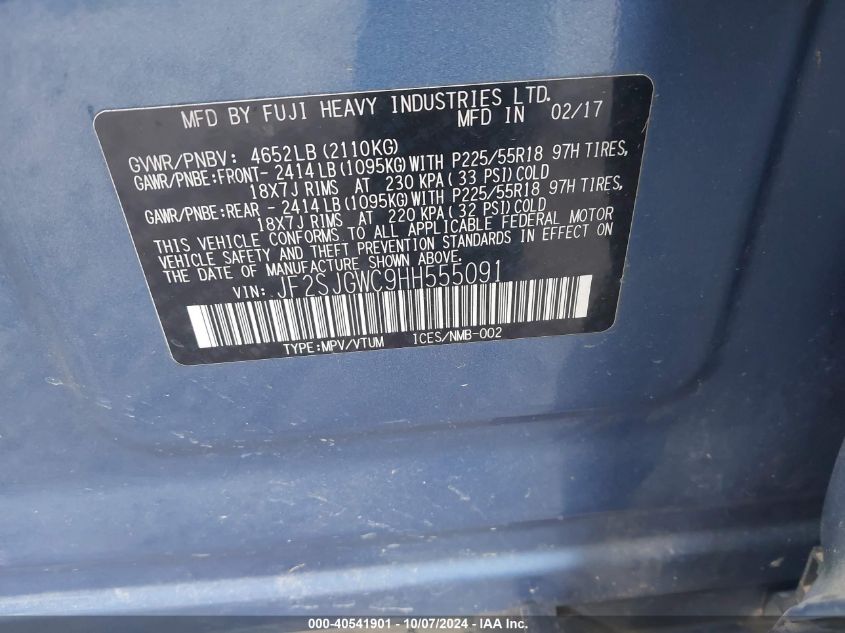 MFD BY FUJI HEAVY INDUSTRIES LTD.
MFD IN 02/17
GVWR/PNBV: 4652LB (2110KG)
GAWR/PNBE:FRONT- 2414 LB (1095KG) WITH P225/55R18 97H TIRES,
18X7J RIMS AT 230 KPA (33 PSI) COLD
GAWR/PNBE:REAR - 2414 LB (1095KG) WITH P225/55R18 97H TIRES,
18X7J RIMS AT 220 KPA (32 PSI) COLD
THIS VEHICLE CONFORMS TO ALL APPLICABLE FEDERAL MOTOR
VEHICLE SAFETY AND THEFT PREVENTION STANDARDS IN EFFECT ON
THE DATE OF MANUFACTURE SHOWN ABOVE.
VIN: JF2SJGWC9HH555091
TYPE:MPV/VTUM ICES/NMB-002
000-40541901 - 10/07/2024 - IAA Inc.